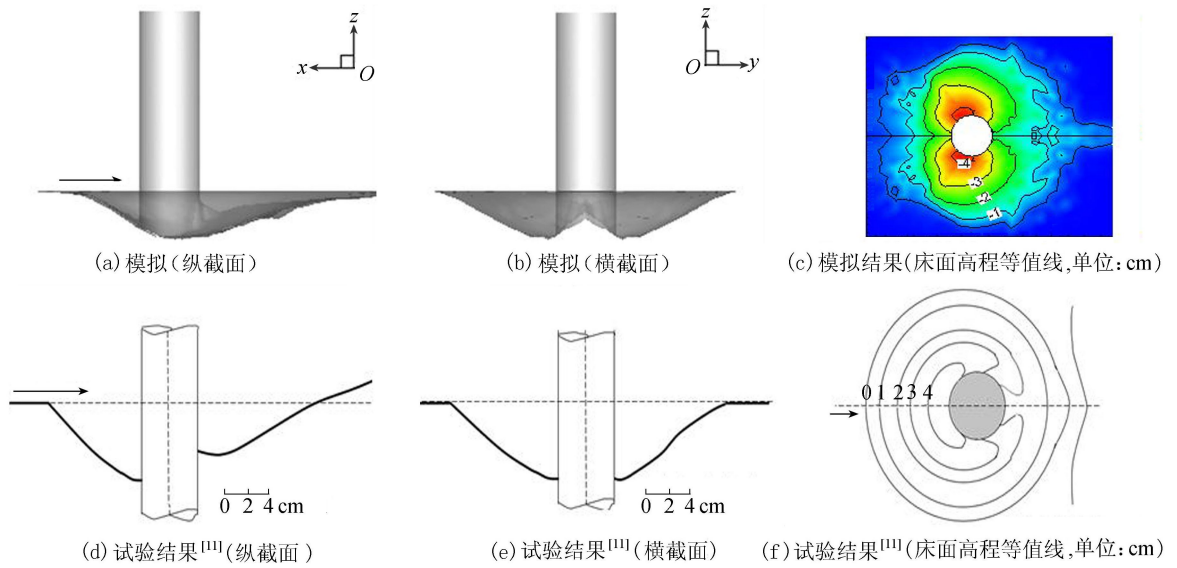 z
x
O
(a)模拟(纵截面)
z
O
y
(b)模拟(横截面)
0
-4
-3
-2
-1
(c)模拟结果(床面高程等值线,单位:cm)
0 2 4 cm
(d)试验结果[11](纵截面)
0 2 4 cm
(e)试验结果[11](横截面)
0 1 2 3 4
(f)试验结果[11](床面高程等值线,单位:cm)